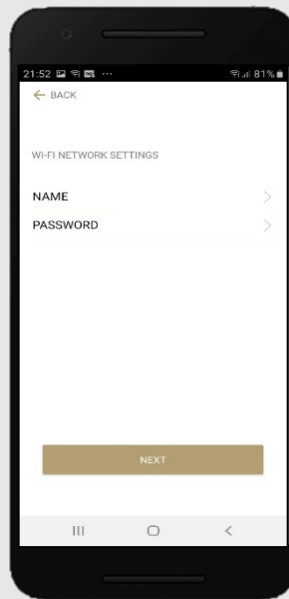 21:52 ... 81%
← BACK
WI-FI NETWORK SETTINGS
NAME
PASSWORD
NEXT